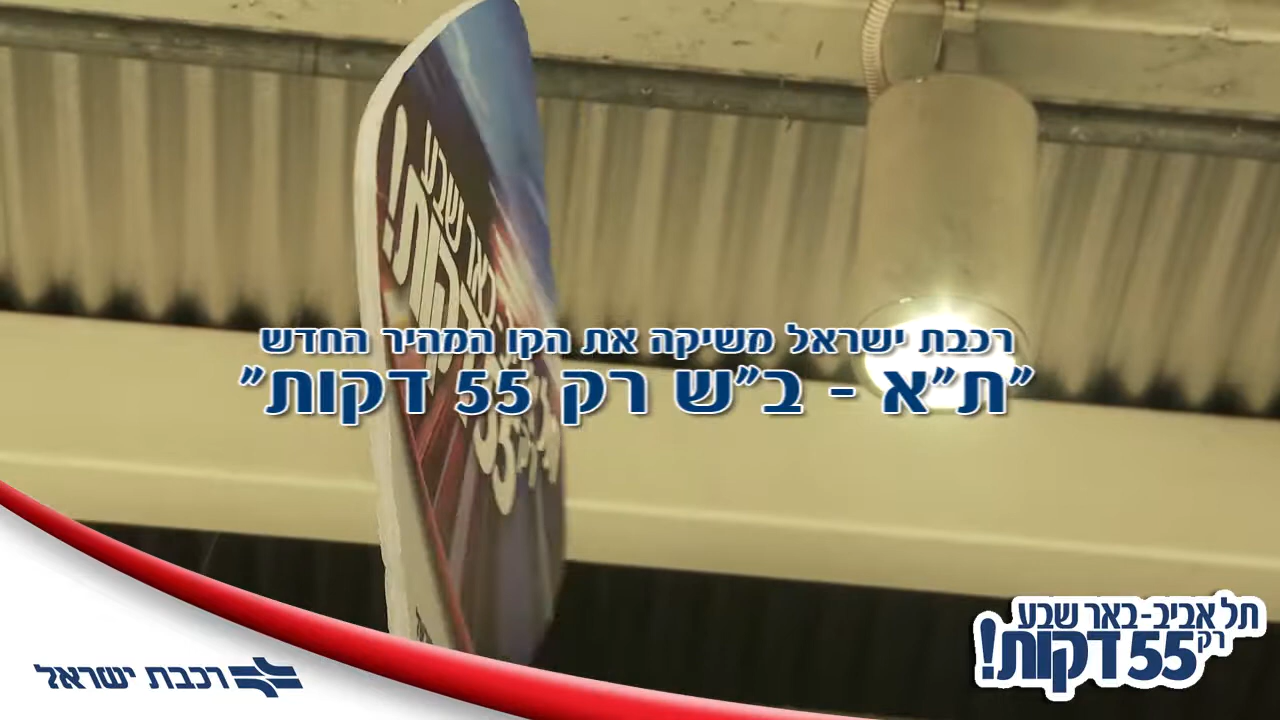 רכבת ישראל משיקה את הקו המהיר החדש
"ת"א - ב"ש רק 55 דקות"
תל אביב-באר שבע
רק 55 דקות!
רכבת ישראל